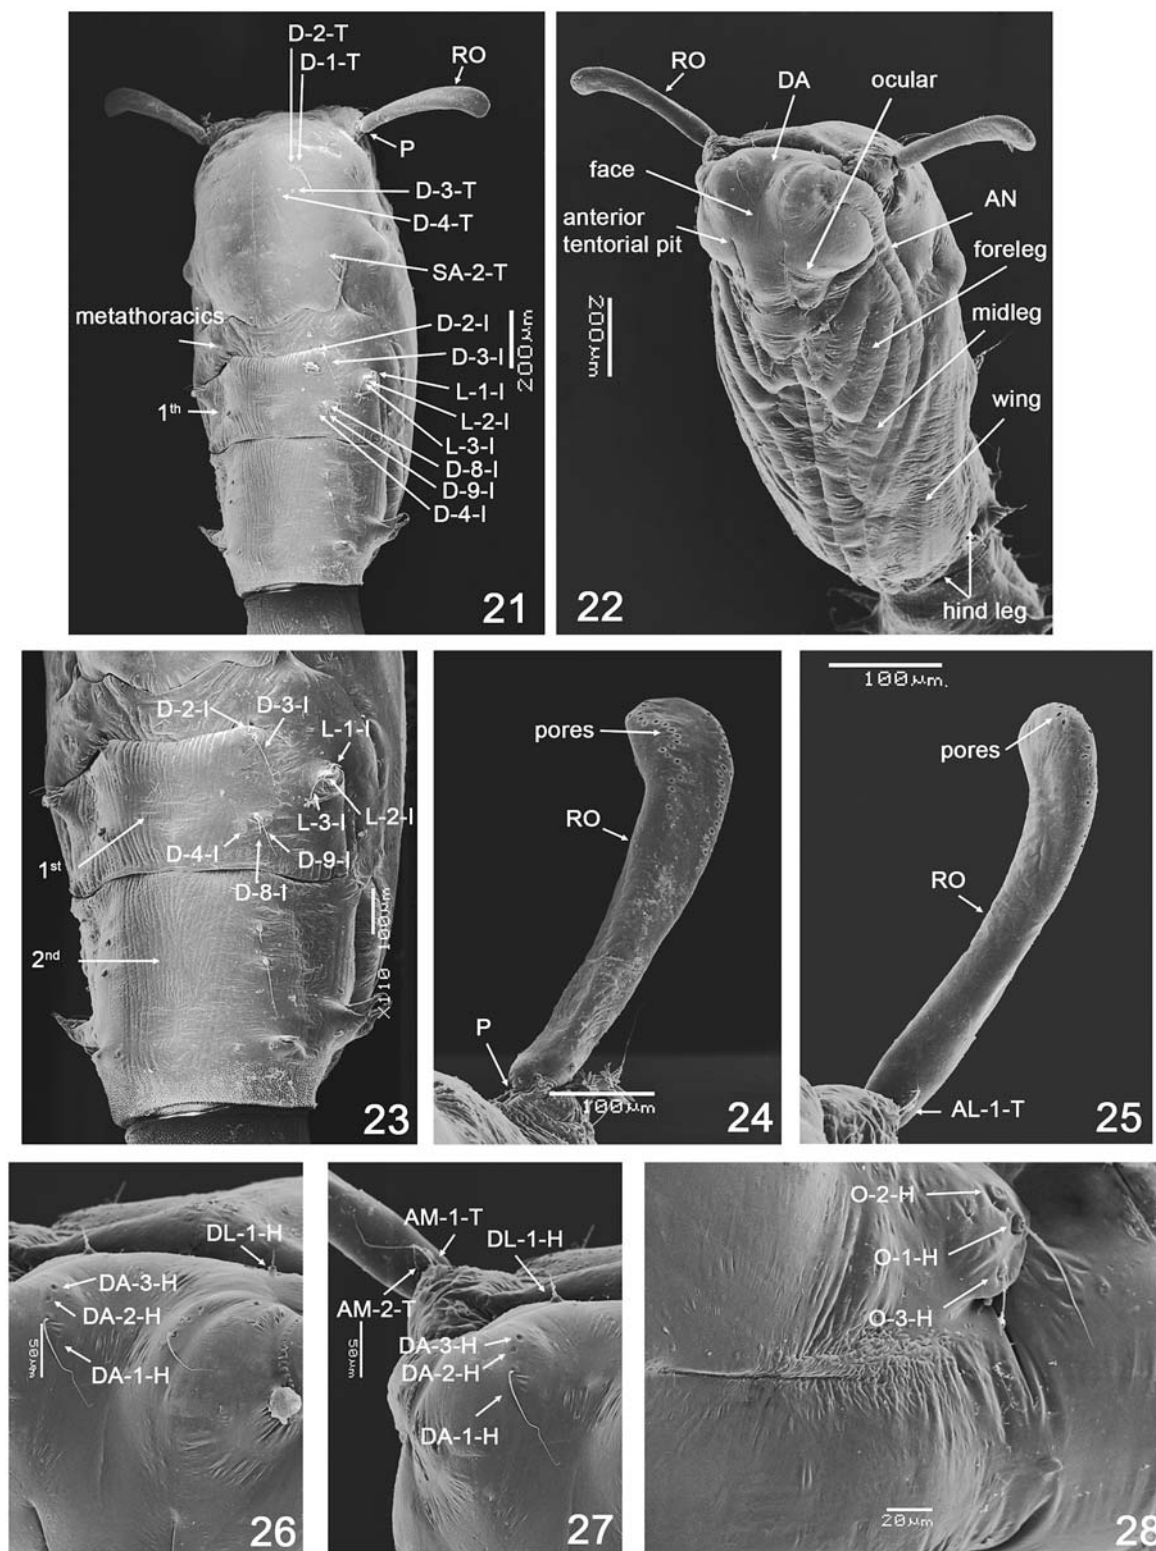 D-2-T
D-1-T
RO
P
D-3-T
D-4-T
SA-2-T
metathoracics
D-2-I
200µm
D-3-I
L-1-I
1th
L-2-I
L-3-I
D-8-I
D-9-I
D-4-I
21
RO
DA
ocular
face
AN
anterior
tentorial pit
foreleg
midleg
200µm
wing
hind leg
22
D-2-I
D-3-I
L-1-I
L-2-I
L-3-I
D-4-I
D-9-I
D-8-I
1st
2nd
X110 100µm
23
pores
RO
P
100µm
24
100µm.
pores
RO
AL-1-T
25
DL-1-H
DA-3-H
DA-2-H
50µm
DA-1-H
26
AM-1-T
DL-1-H
AM-2-T
50µm
DA-3-H
DA-2-H
DA-1-H
27
O-2-H
O-1-H
O-3-H
20µm
28